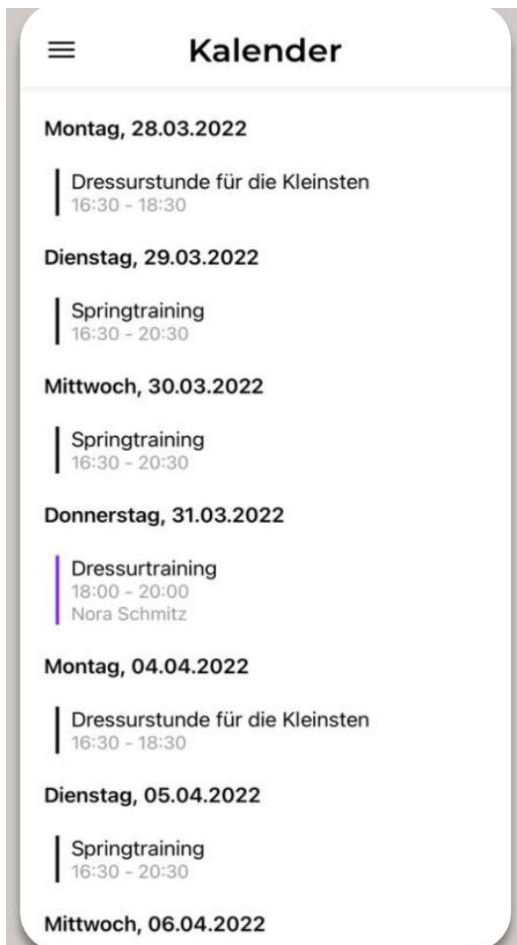 Kalender
Montag, 28.03.2022
Dressurstunde für die Kleinsten
16:30 - 18:30
Dienstag, 29.03.2022
Springtraining
16:30 - 20:30
Mittwoch, 30.03.2022
Springtraining
16:30 - 20:30
Donnerstag, 31.03.2022
Dressurtraining
18:00 - 20:00
Nora Schmitz
Montag, 04.04.2022
Dressurstunde für die Kleinsten
16:30 - 18:30
Dienstag, 05.04.2022
Springtraining
16:30 - 20:30
Mittwoch, 06.04.2022